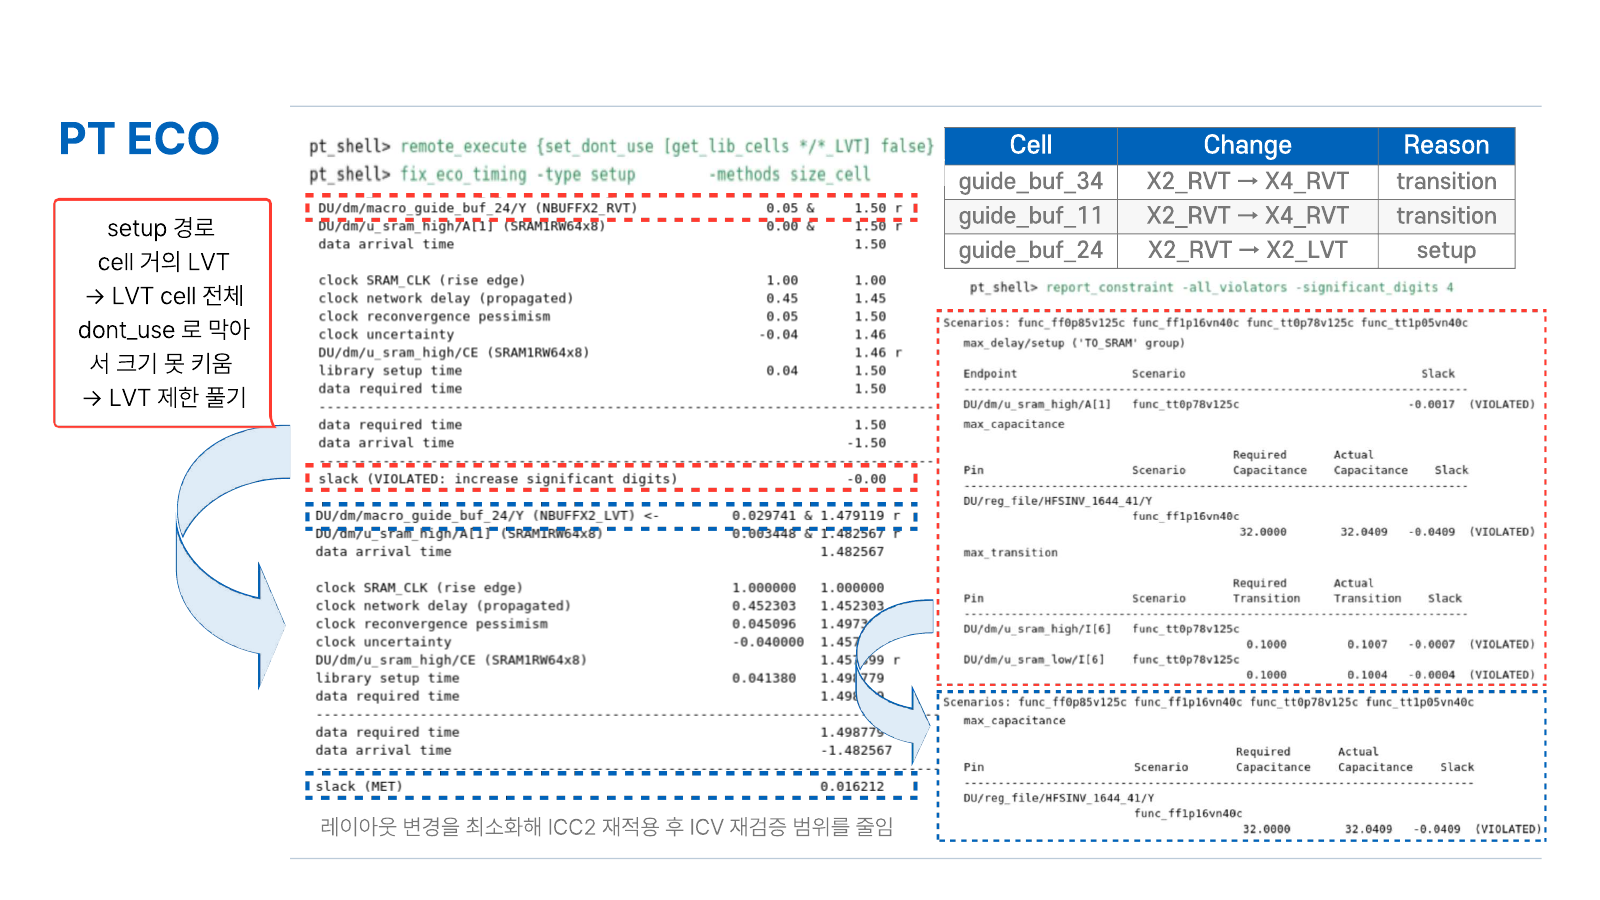 PT ECO
setup 경로
cell 거의 LVT
→ LVT cell 전체
dont_use 로 막아
서 크기 못 키움
→ LVT 제한 풀기
pt_shell> remote_execute {set_dont_use [get_lib_cells */*_LVT] false}
pt_shell> fix_eco_timing -type setup -methods size_cell
DU/dm/macro_guide_buf_24/Y (NBUFFX2_RVT) 0.05 & 1.50 r
DU/dm/u_sram_high/A[1] (SRAM1RW64x8) 0.00 & 1.50 r
data arrival time 1.50
clock SRAM_CLK (rise edge) 1.00 1.00
clock network delay (propagated) 0.45 1.45
clock reconvergence pessimism 0.05 1.50
clock uncertainty -0.04 1.46
DU/dm/u_sram_high/CE (SRAM1RW64x8) 1.46 r
library setup time 0.04 1.50
data required time 1.50
data required time 1.50
data arrival time -1.50
slack (VIOLATED: increase significant digits) -0.00
DU/dm/macro_guide_buf_24/Y (NBUFFX2_LVT) <- 0.029741 & 1.479119 r
DU/dm/u_sram_high/A[1] (SRAM1RW64x8) 0.003448 & 1.482567 r
data arrival time 1.482567
clock SRAM_CLK (rise edge) 1.000000 1.000000
clock network delay (propagated) 0.452303 1.452303
clock reconvergence pessimism 0.045096
clock uncertainty -0.040000
DU/dm/u_sram_high/CE (SRAM1RW64x8) r
library setup time 0.041380
data required time
data required time 1.498779
data arrival time -1.482567
slack (MET) 0.016212
레이아웃 변경을 최소화해 ICC2 재적용 후 ICV 재검증 범위를 줄임
Cell Change Reason
guide_buf_34 X2_RVT → X4_RVT transition
guide_buf_11 X2_RVT → X4_RVT transition
guide_buf_24 X2_RVT → X2_LVT setup
pt_shell> report_constraint -all_violators -significant_digits 4
Scenarios: func_ff0p85v125c func_ff1p16vn40c func_tt0p78v125c func_tt1p05vn40c
max_delay/setup ('TO_SRAM' group)
Endpoint Scenario Slack
DU/dm/u_sram_high/A[1] func_tt0p78v125c -0.0017 (VIOLATED)
max_capacitance
Required Actual
Pin Scenario Capacitance Capacitance Slack
DU/reg_file/HFSINV_1644_41/Y
func_ff1p16vn40c
32.0000 32.0409 -0.0409 (VIOLATED)
max_transition
Required Actual
Pin Scenario Transition Transition Slack
DU/dm/u_sram_high/I[6] func_tt0p78v125c
0.1000 0.1007 -0.0007 (VIOLATED)
DU/dm/u_sram_low/I[6] func_tt0p78v125c
0.1000 0.1004 -0.0004 (VIOLATED)
Scenarios: func_ff0p85v125c func_ff1p16vn40c func_tt0p78v125c func_tt1p05vn40c
max_capacitance
Required Actual
Pin Scenario Capacitance Capacitance Slack
DU/reg_file/HFSINV_1644_41/Y
func_ff1p16vn40c
32.0000 32.0409 -0.0409 (VIOLATED)